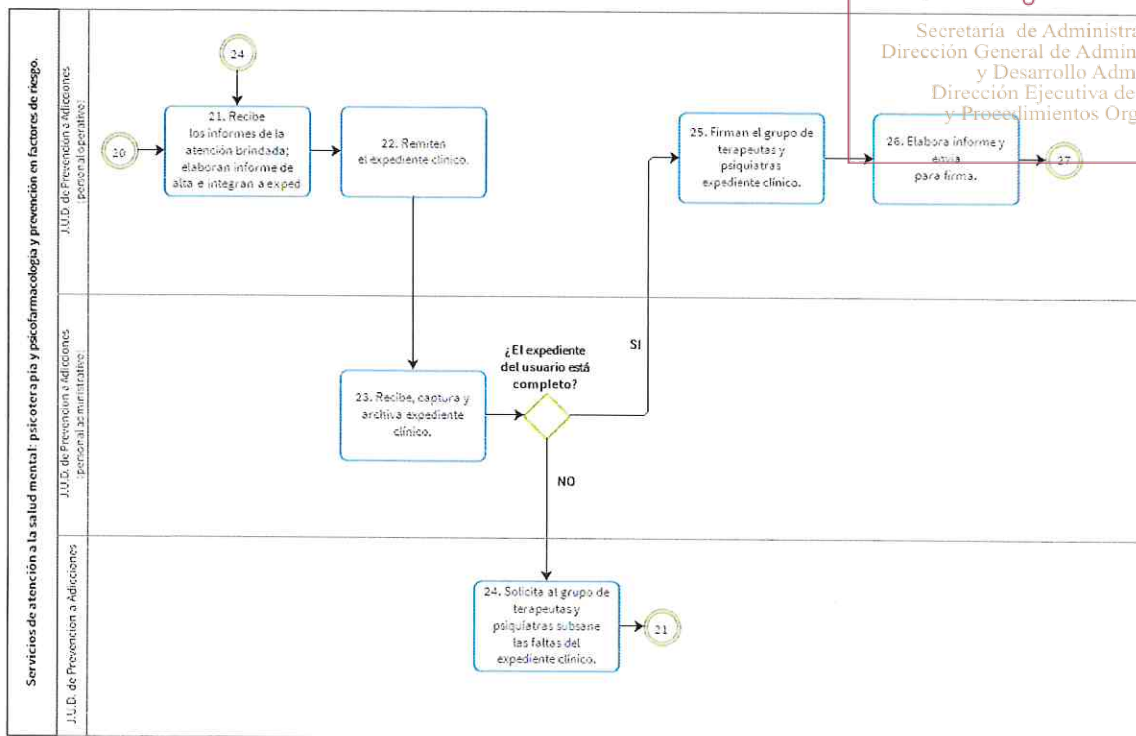 Secretaría de Administra
Dirección General de Admin
y Desarrollo Adm
Dirección Ejecutiva de
y Procedimientos Org
Servicios de atención a la salud mental: psicoterapia y psicofarmacología y prevención en factores de riesgo.
J.U.D. de Prevención a Adicciones
(personal operativo)
24
20
21. Recibe
los informes de la
atención brindada;
elaboran informe de
alta e integran a exped
22. Remiten
el expediente clínico.
25. Firman el grupo de
terapeutas y
psiquiatras
expediente clínico.
26. Elabora informe y
envía
para firma.
27
J.U.D. de Prevención a Adicciones
(personal administrativo)
23. Recibe, captura y
archiva expediente
clínico.
¿El expediente
del usuario está
completo?
SI
NO
J.U.D. de Prevención a Adicciones
24. Solicita al grupo de
terapeutas y
psiquiatras subsane
las faltas del
expediente clínico.
21